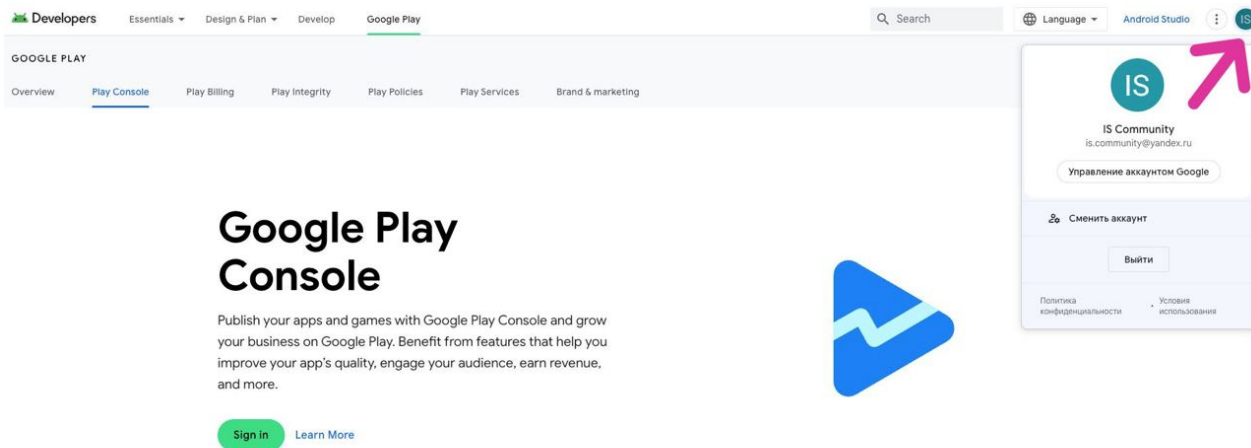 Developers Essentials Design & Plan Develop Google Play Search Language Android Studio IS
GOOGLE PLAY
Overview Play Console Play Billing Play Integrity Play Policies Play Services Brand & marketing
IS
IS Community
is.community@yandex.ru
Управление аккаунтом Google
Сменить аккаунт
Выйти
Политика конфиденциальности • Условия использования
Google Play
Console
Publish your apps and games with Google Play Console and grow
your business on Google Play. Benefit from features that help you
improve your app's quality, engage your audience, earn revenue,
and more.
Sign in Learn More